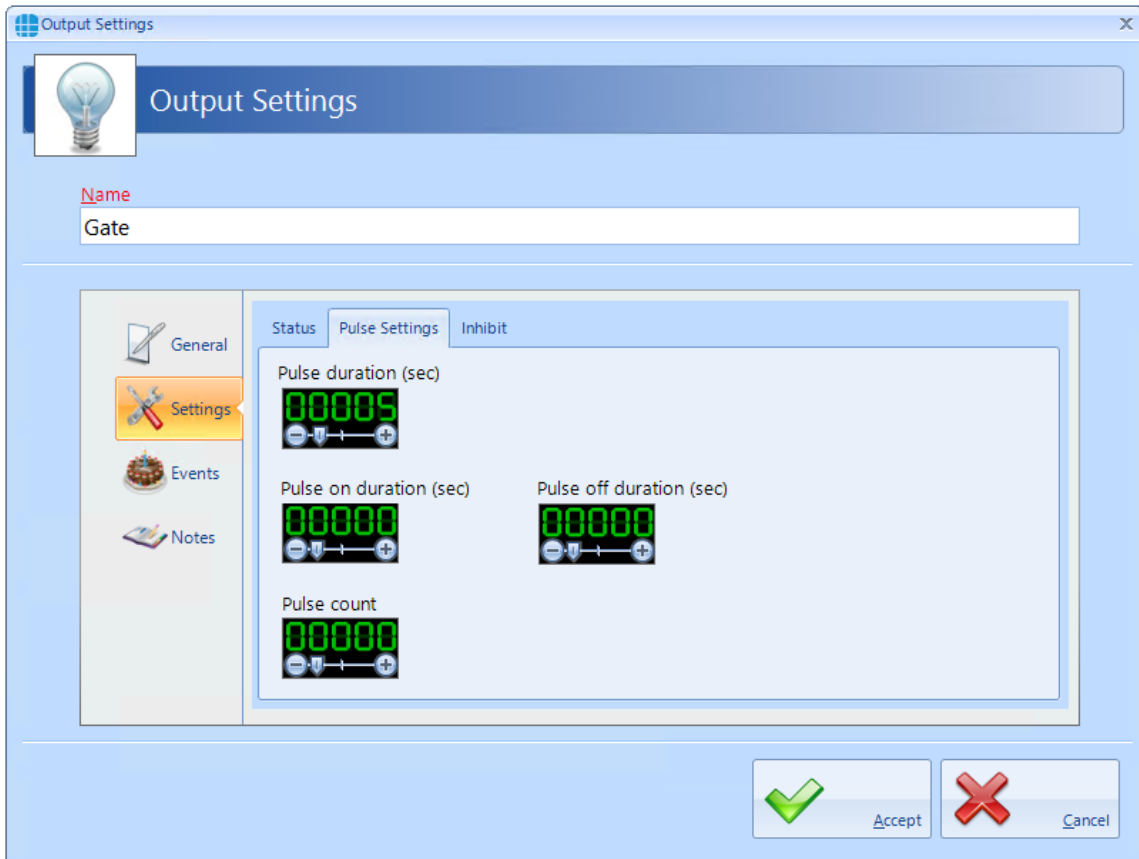 Output Settings
x
Output Settings
Name
Gate
General
Settings
Events
Notes
Status Pulse Settings Inhibit
Pulse duration (sec)
00005
Pulse on duration (sec) Pulse off duration (sec)
00000 00000
Pulse count
00000
Accept Cancel